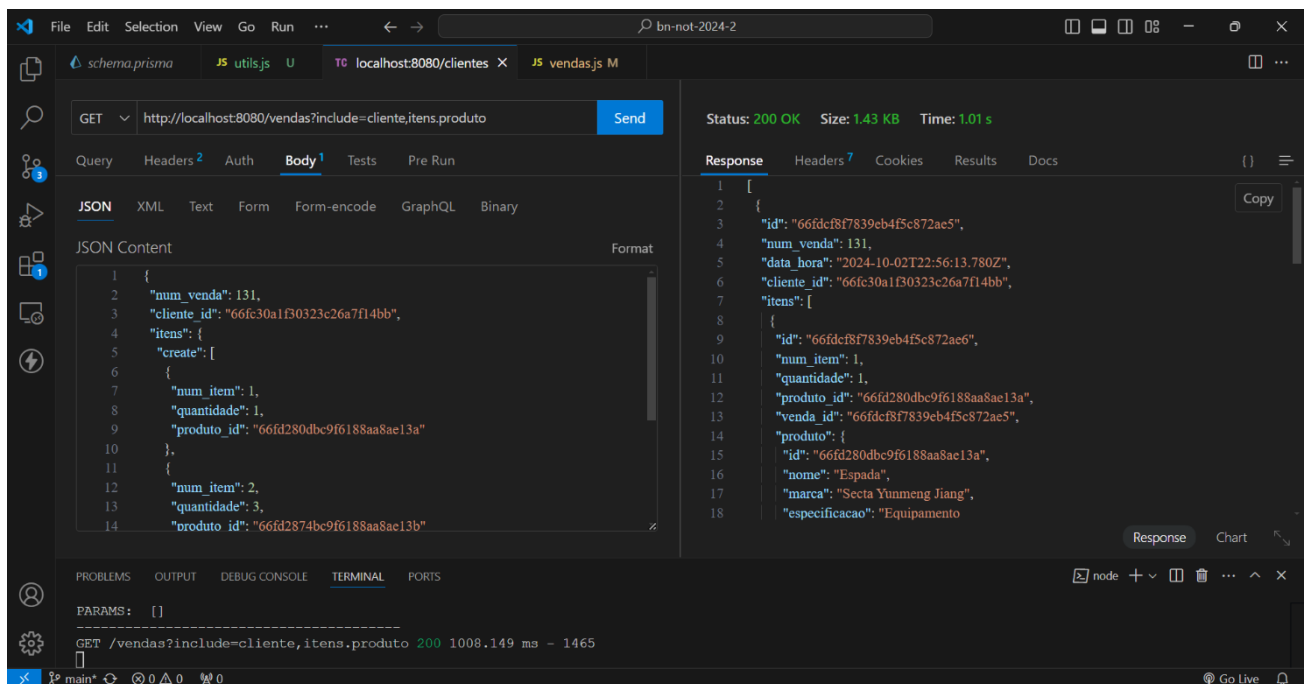 File Edit Selection View Go Run ··· ← → bn-not-2024-2
schema.prisma JS utils.js U TC localhost:8080/clientes × JS vendas.js M ···
GET http://localhost:8080/vendas?include=cliente,itens.produto Send
Query Headers 2 Auth Body 1 Tests Pre Run
JSON XML Text Form Form-encode GraphQL Binary
JSON Content Format
1 {
2 "num_venda": 131,
3 "cliente_id": "66fc30a1f30323c26a7f14bb",
4 "itens": {
5 "create": [
6 {
7 "num_item": 1,
8 "quantidade": 1,
9 "produto_id": "66fd280dbc9f6188aa8ae13a"
10 },
11 {
12 "num_item": 2,
13 "quantidade": 3,
14 "produto_id": "66fd2874bc9f6188aa8ae13b"
Status: 200 OK Size: 1.43 KB Time: 1.01 s
Response Headers 7 Cookies Results Docs {}
Copy
1 [
2 {
3 "id": "66fdcf8f7839eb4f5c872ae5",
4 "num_venda": 131,
5 "data_hora": "2024-10-02T22:56:13.780Z",
6 "cliente_id": "66fc30a1f30323c26a7f14bb",
7 "itens": [
8 {
9 "id": "66fdcf8f7839eb4f5c872ae6",
10 "num_item": 1,
11 "quantidade": 1,
12 "produto_id": "66fd280dbc9f6188aa8ae13a",
13 "venda_id": "66fdcf8f7839eb4f5c872ae5",
14 "produto": {
15 "id": "66fd280dbc9f6188aa8ae13a",
16 "nome": "Espada",
17 "marca": "Secta Yunmeng Jiang",
18 "especificacao": "Equipamento
Response Chart
3
1
PROBLEMS OUTPUT DEBUG CONSOLE TERMINAL PORTS node
PARAMS: []
----------------------------------------
GET /vendas?include=cliente,itens.produto 200 1008.149 ms - 1465
main* 0 0 0 Go Live